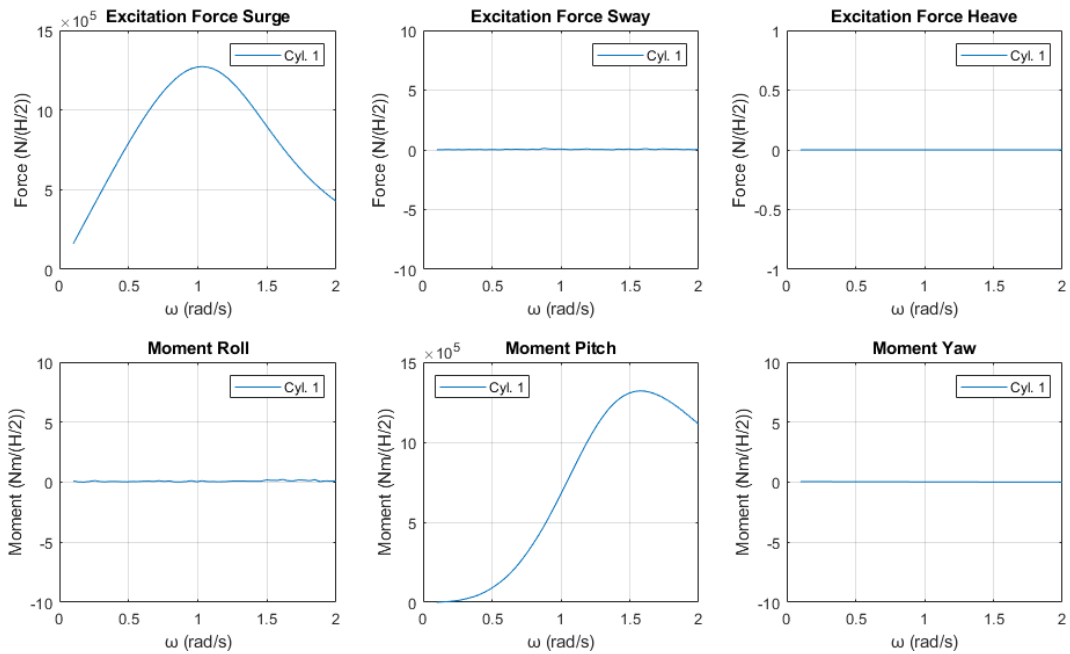 Excitation Force Surge
× 10^5
15
10
5
0
Force (N/(H/2))
Cyl. 1
0 0.5 1 1.5 2
ω (rad/s)
Excitation Force Sway
10
5
0
-5
-10
Force (N/(H/2))
Cyl. 1
0 0.5 1 1.5 2
ω (rad/s)
Excitation Force Heave
1
0.5
0
-0.5
-1
Force (N/(H/2))
Cyl. 1
0 0.5 1 1.5 2
ω (rad/s)
Moment Roll
10
5
0
-5
-10
Moment (Nm/(H/2))
Cyl. 1
0 0.5 1 1.5 2
ω (rad/s)
Moment Pitch
× 10^5
15
10
5
0
Moment (Nm/(H/2))
Cyl. 1
0 0.5 1 1.5 2
ω (rad/s)
Moment Yaw
10
5
0
-5
-10
Moment (Nm/(H/2))
Cyl. 1
0 0.5 1 1.5 2
ω (rad/s)